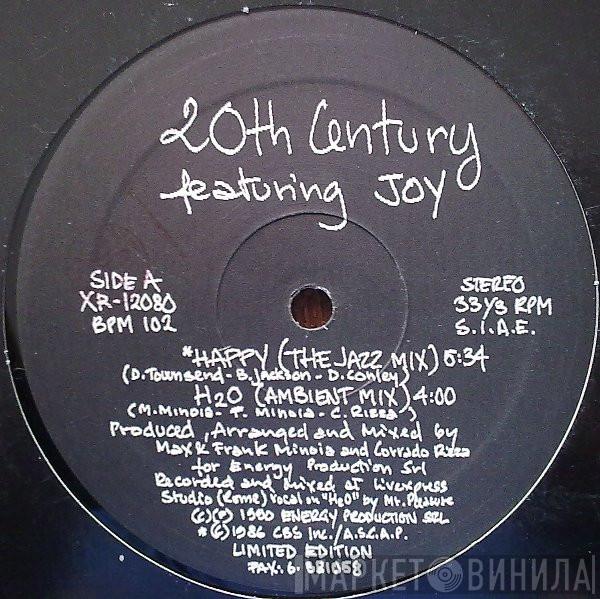 20th Century
featuring Joy
SIDE A
XR-12080
BPM 102
STEREO
33 1/3 RPM
S.I.A.E.
*HAPPY (THE JAZZ MIX) 5:34
(D. Townsend - B. Jackson - D. Conley)
H2O (AMBIENT MIX) 4:00
(M. Minoia - F. Minoia - C. Rizza)
Produced, Arranged and Mixed by
Max & Frank Minoia and Corrado Rizza
for Energy Production Srl
Recorded and mixed at Livexpress
Studio (Rome) vocal on "H2O" by Mr. Pleasure
(C)(P) 1990 ENERGY PRODUCTION SRL
*(C) 1986 CBS Inc./A.S.C.A.P.
LIMITED EDITION
FAX. 6.
МАРКЕТ ВИНИЛА